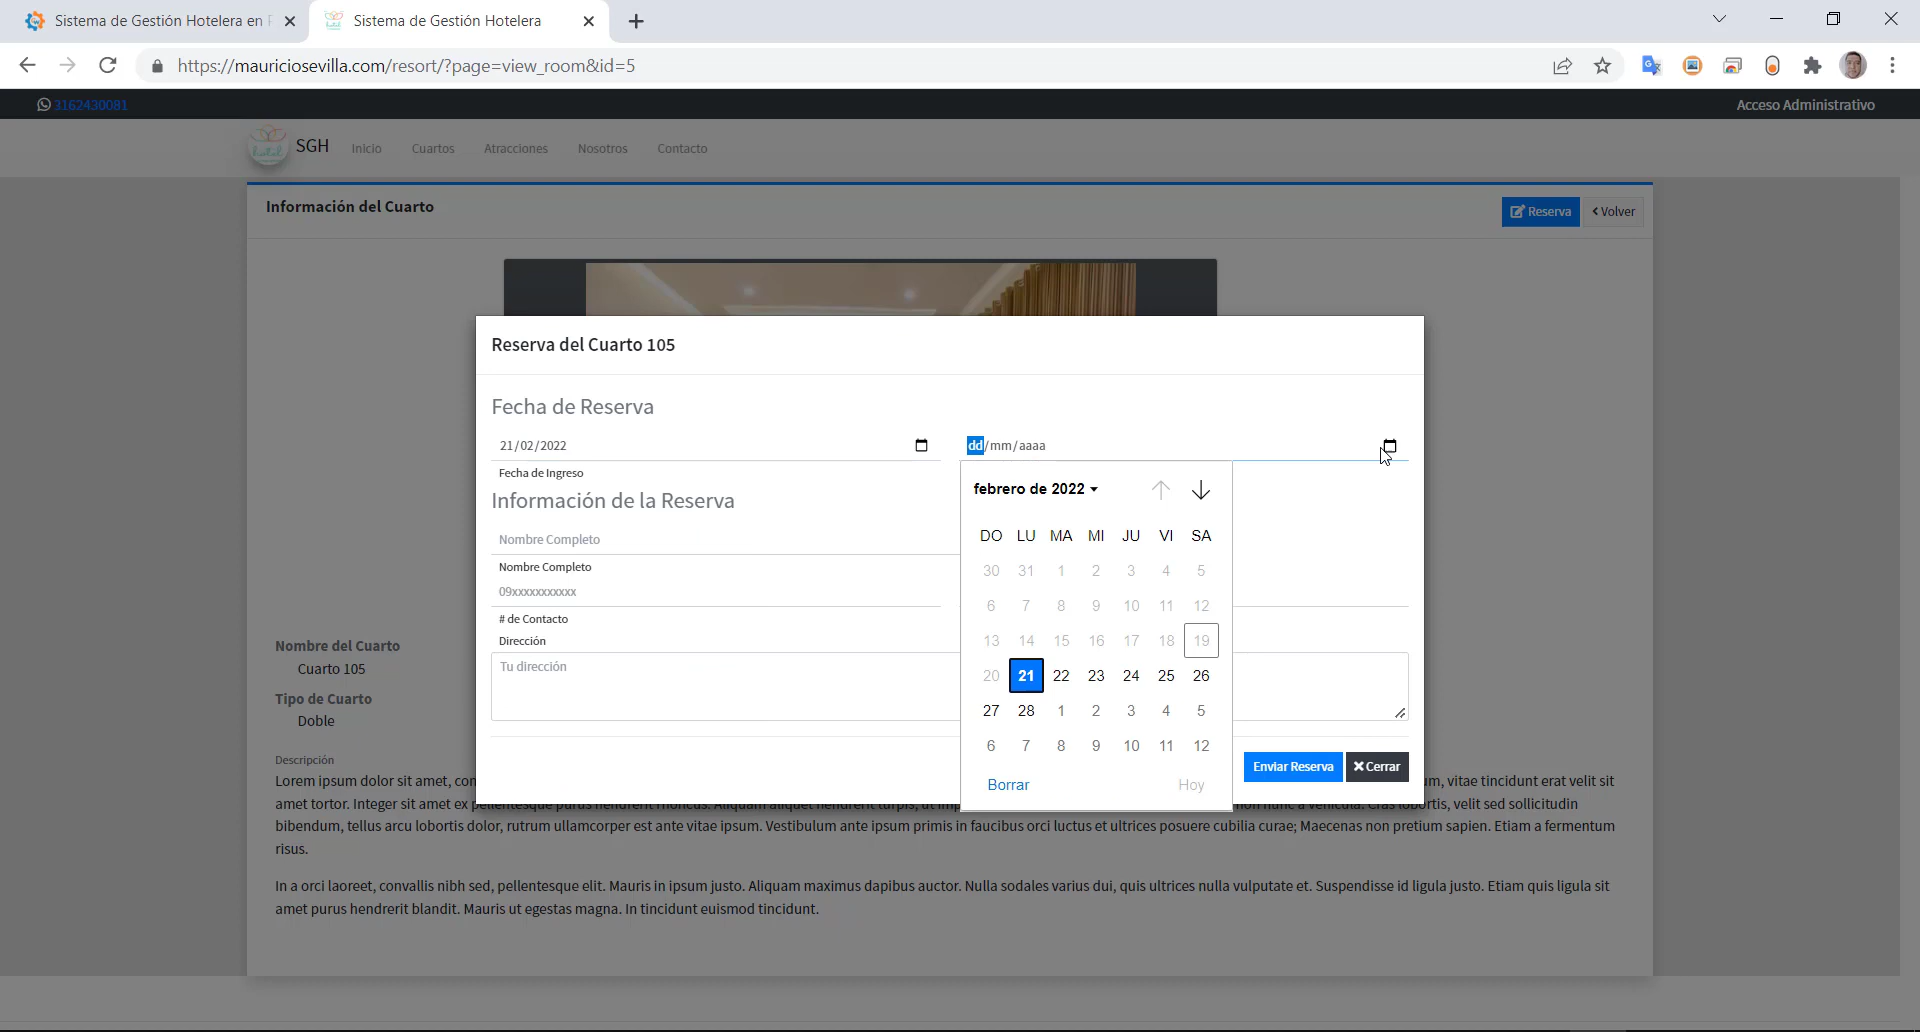 Sistema de Gestión Hotelera en
Sistema de Gestión Hotelera
https://mauriciosevilla.com/resort/?page=view_room&id=5
3162430081
Acceso Administrativo
SGH
Inicio
Cuartos
Atracciones
Nosotros
Contacto
Información del Cuarto
Reserva
Volver
Reserva del Cuarto 105
Fecha de Reserva
21/02/2022
dd/mm/aaaa
Fecha de Ingreso
febrero de 2022
Información de la Reserva
DO LU MA MI JU VI SA
Nombre Completo
Nombre Completo
30 31 1 2 3 4 5
09xxxxxxxxxxx
6 7 8 9 10 11 12
# de Contacto
Dirección
13 14 15 16 17 18 19
Tu dirección
20 21 22 23 24 25 26
27 28 1 2 3 4 5
6 7 8 9 10 11 12
Borrar
Hoy
Enviar Reserva
Cerrar
Nombre del Cuarto
Cuarto 105
Tipo de Cuarto
Doble
Descripción
Lorem ipsum dolor sit amet, vitae tincidunt erat velit sit
amet tortor. Integer sit amet ex velit sed sollicitudin
bibendum, tellus arcu lobortis dolor, rutrum ullamcorper est ante vitae ipsum. Vestibulum ante ipsum primis in faucibus orci luctus et ultrices posuere cubilia curae; Maecenas non pretium sapien. Etiam a fermentum
risus.
In a orci laoreet, convallis nibh sed, pellentesque elit. Mauris in ipsum justo. Aliquam maximus dapibus auctor. Nulla sodales varius dui, quis ultrices nulla vulputate et. Suspendisse id ligula justo. Etiam quis ligula sit
amet purus hendrerit blandit. Mauris ut egestas magna. In tincidunt euismod tincidunt.